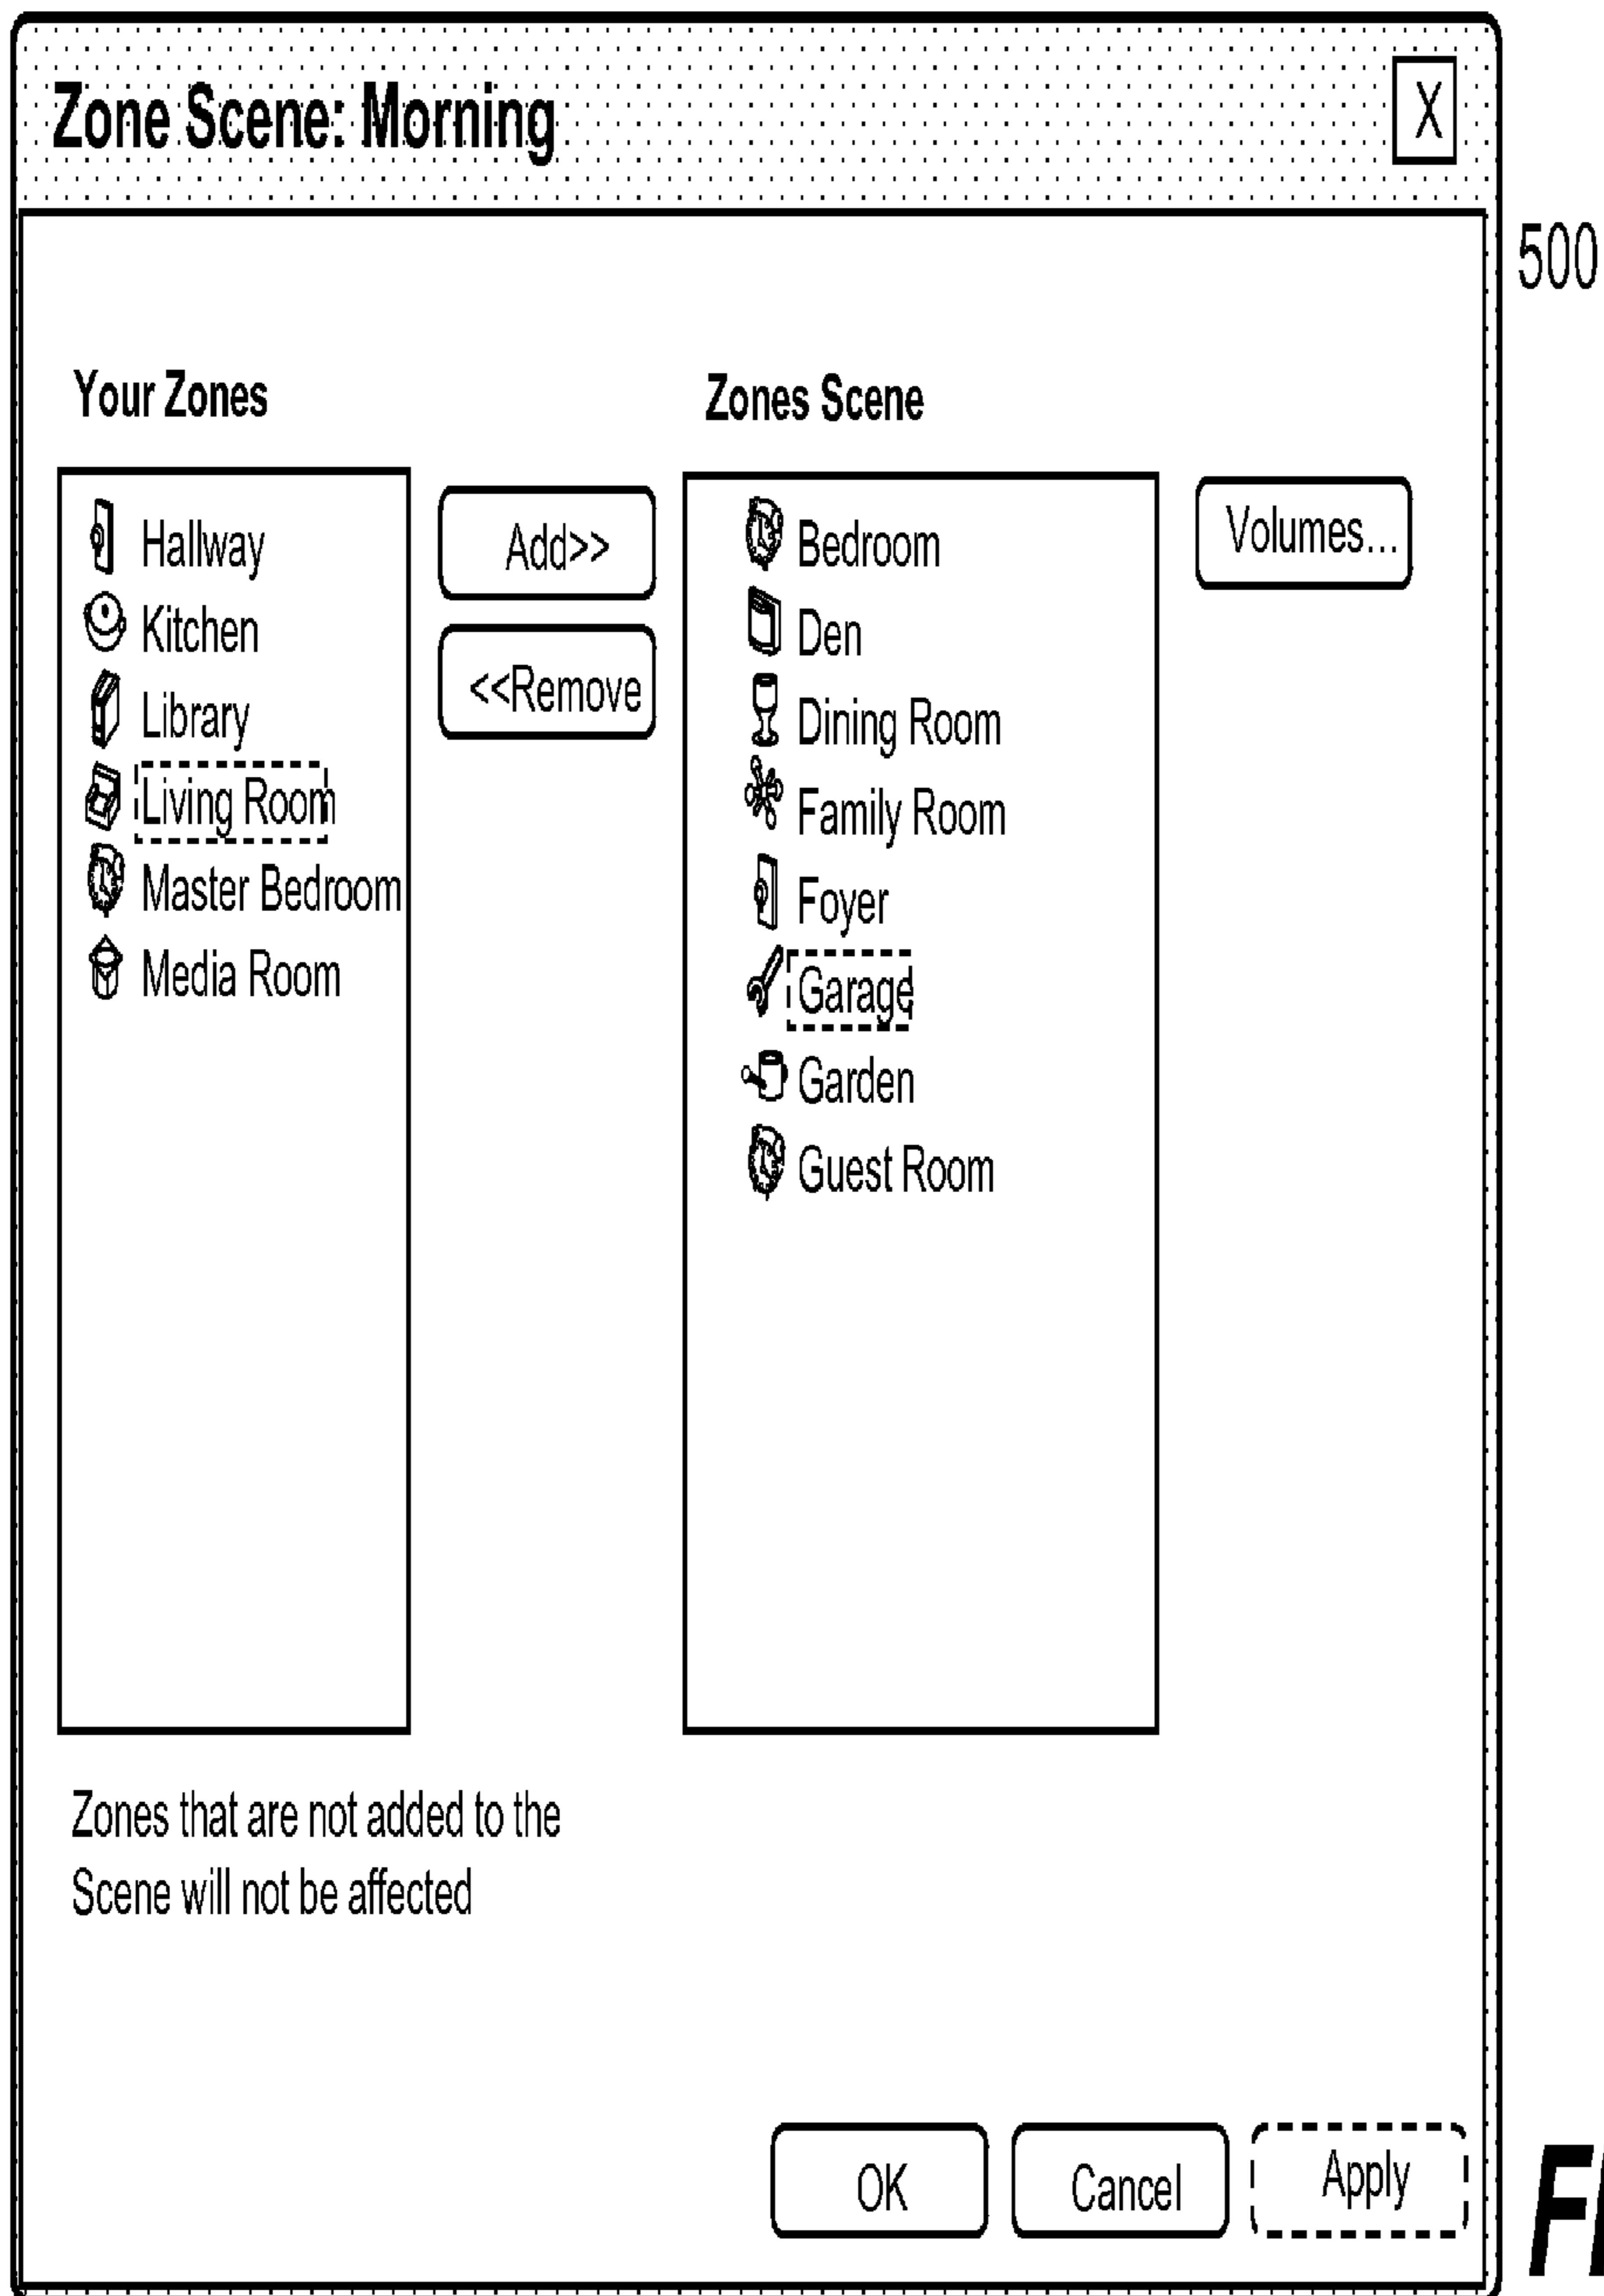 Zone Scene: Morning
X
500
Your Zones
Zones Scene
Hallway
Kitchen
Library
Living Room
Master Bedroom
Media Room
Add>>
<<Remove
Bedroom
Den
Dining Room
Family Room
Foyer
Garage
Garden
Guest Room
Volumes...
Zones that are not added to the
Scene will not be affected
OK
Cancel
Apply